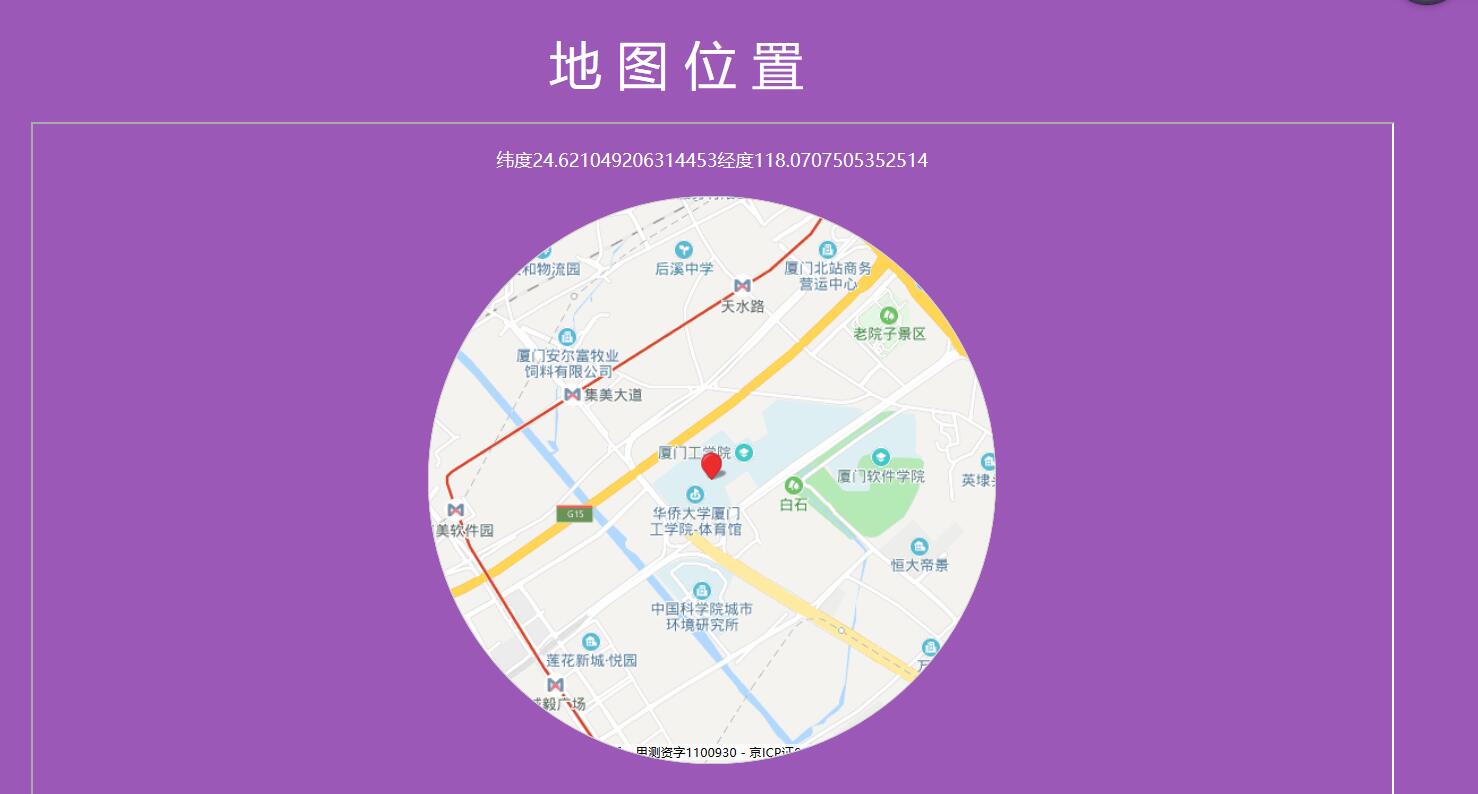 地图位置
纬度24.621049206314453经度118.0707505352514
和物流园
后溪中学
厦门北站商务
营运中心
天水路
老院子景区
厦门安尔富牧业
饲料有限公司
集美大道
厦门工学院
厦门软件学院
英埭
白石
华侨大学厦门
工学院-体育馆
G15
美软件园
恒大帝景
中国科学院城市
环境研究所
莲花新城·悦园
毅广场
甲测资字1100930 - 京ICP证